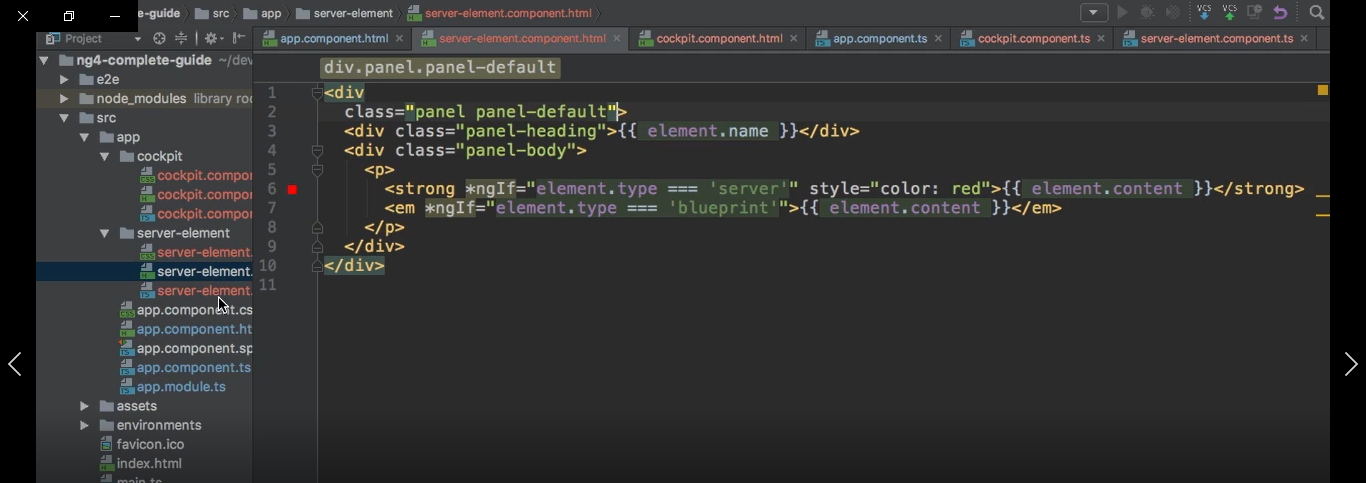 e-guide src app server-element server-element.component.html
VCS VCS
Project
app.component.html server-element.component.html cockpit.component.html app.component.ts cockpit.component.ts server-element.component.ts
ng4-complete-guide ~/dev
e2e
node_modules library roo
src
app
cockpit
cockpit.compon
cockpit.compon
cockpit.compon
server-element
server-element.
server-element.
server-element.
app.component.cs
app.component.ht
app.component.sp
app.component.ts
app.module.ts
assets
environments
favicon.ico
index.html
main.ts
div.panel.panel-default
1 <div
2 class="panel panel-default">
3 <div class="panel-heading">{{ element.name }}</div>
4 <div class="panel-body">
5 <p>
6 <strong *ngIf="element.type === 'server'" style="color: red">{{ element.content }}</strong>
7 <em *ngIf="element.type === 'blueprint'">{{ element.content }}</em>
8 </p>
9 </div>
10 </div>
11